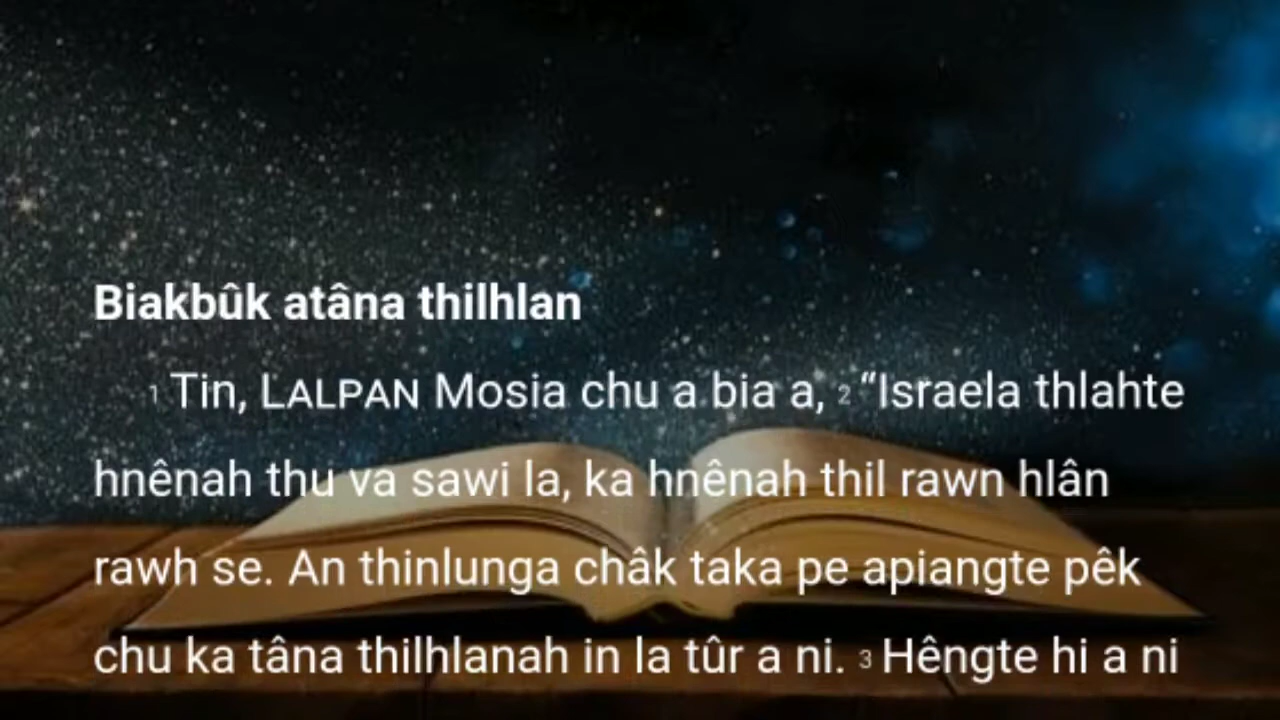 Biakbûk atâna thilhlan
1 Tin, LALPAN Mosia chu a bia a, 2 “Israela thlahte
hnênah thu va sawi la, ka hnênah thil rawn hlân
rawh se. An thinlunga châk taka pe apiangte pêk
chu ka tâna thilhlanah in la tûr a ni. 3 Hêngte hi a ni